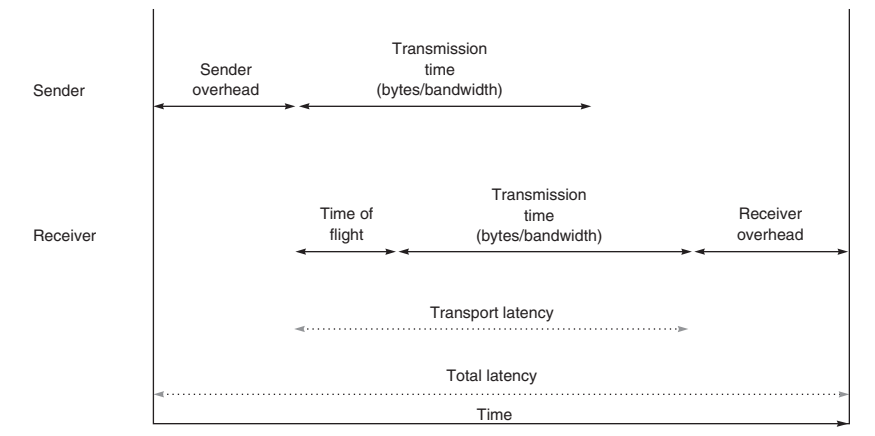 Sender
Sender
overhead
Transmission
time
(bytes/bandwidth)
Receiver
Time of
flight
Transmission
time
(bytes/bandwidth)
Receiver
overhead
Transport latency
Total latency
Time